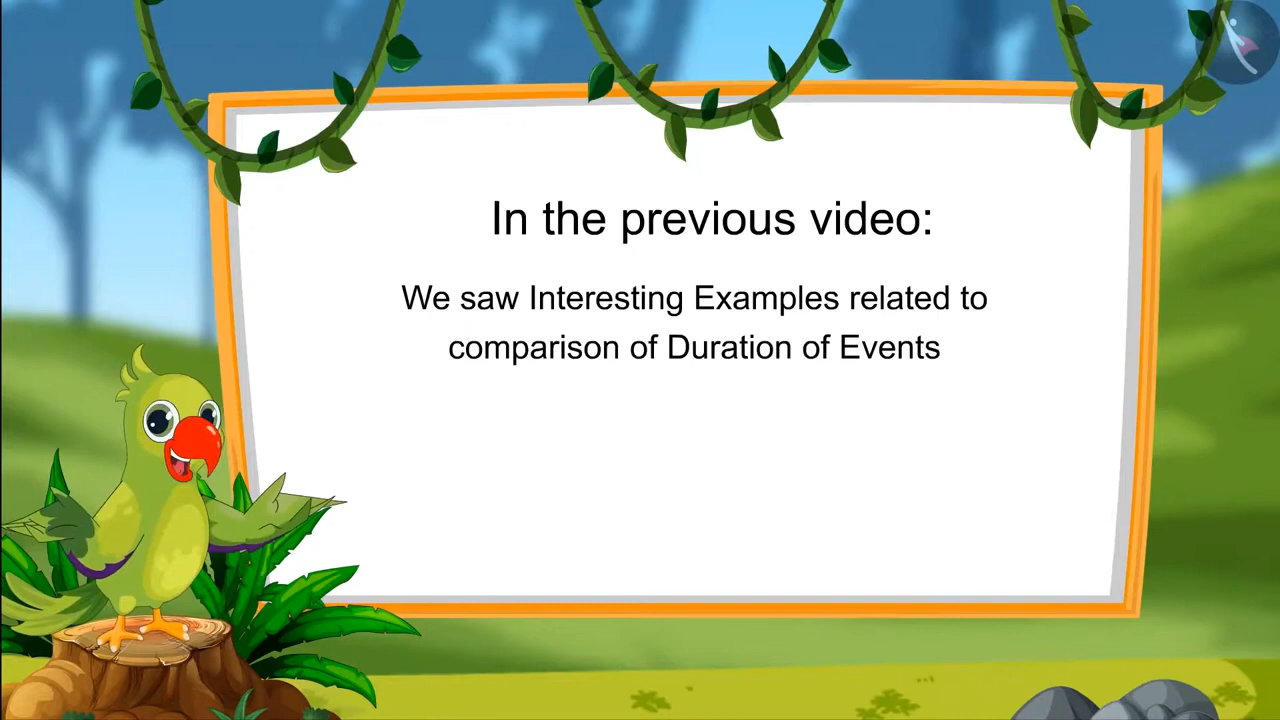 In the previous video:
We saw Interesting Examples related to
comparison of Duration of Events